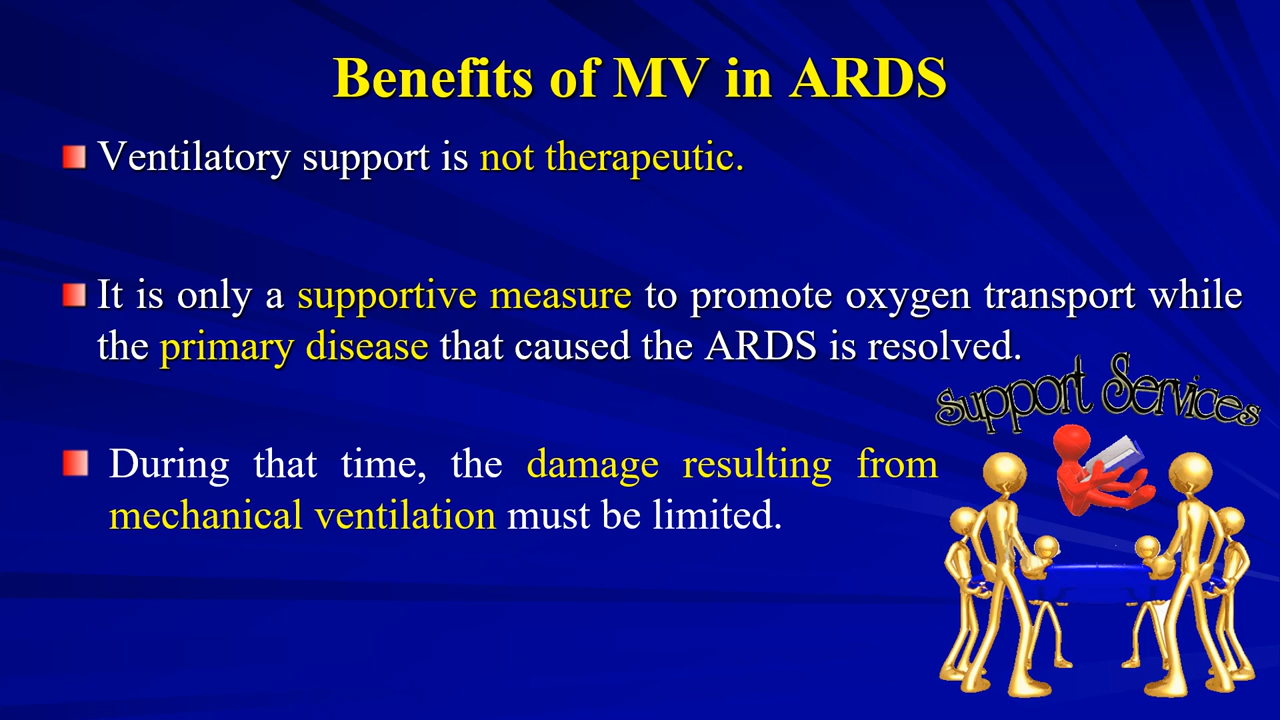 Benefits of MV in ARDS
Ventilatory support is not therapeutic.
It is only a supportive measure to promote oxygen transport while
the primary disease that caused the ARDS is resolved.
Support Services
During that time, the damage resulting from
mechanical ventilation must be limited.